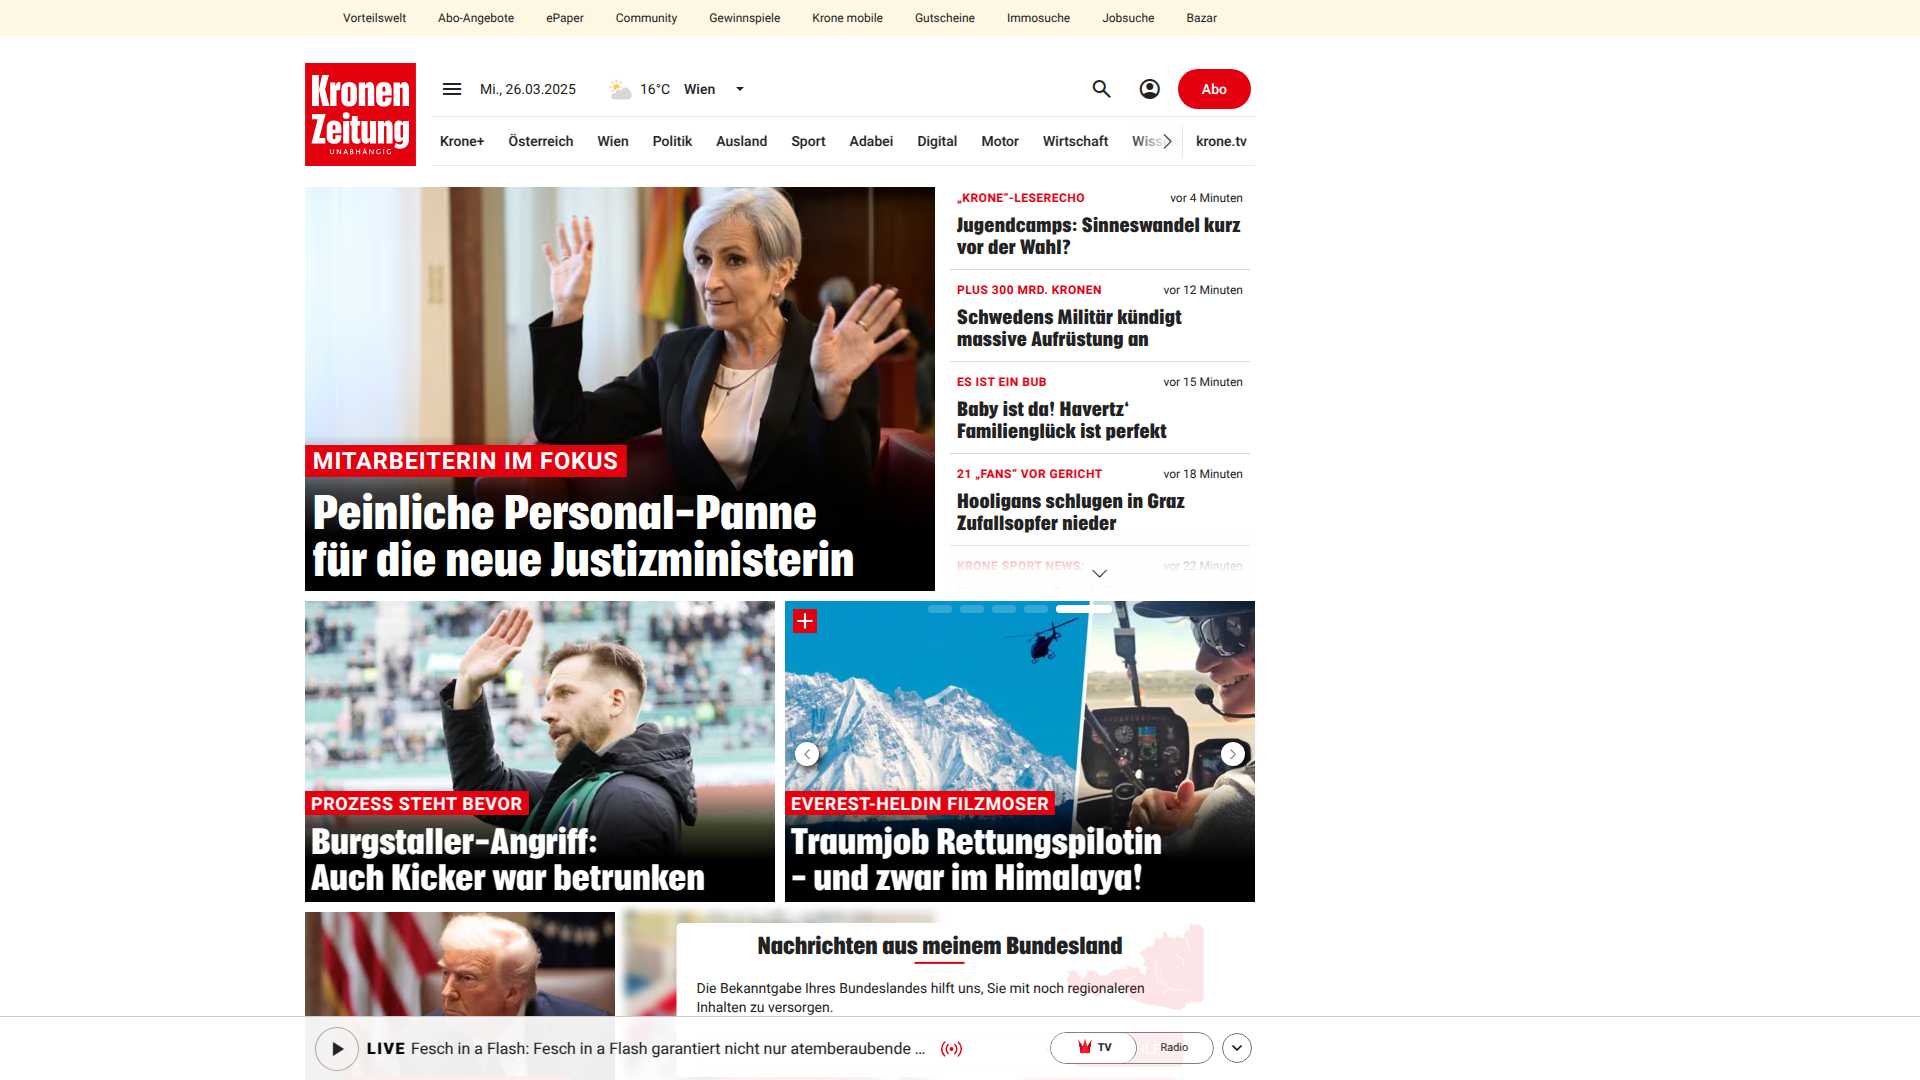 Vorteilswelt Abo-Angebote ePaper Community Gewinnspiele Krone mobile Gutscheine Immosuche Jobsuche Bazar
Kronen
Zeitung
UNABHÄNGIG
Mi., 26.03.2025 16°C Wien
Abo
Krone+ Österreich Wien Politik Ausland Sport Adabei Digital Motor Wirtschaft Wiss krone.tv
MITARBEITERIN IM FOKUS
Peinliche Personal-Panne
für die neue Justizministerin
„KRONE“-LESERECHO vor 4 Minuten
Jugendcamps: Sinneswandel kurz
vor der Wahl?
PLUS 300 MRD. KRONEN vor 12 Minuten
Schwedens Militär kündigt
massive Aufrüstung an
ES IST EIN BUB vor 15 Minuten
Baby ist da! Havertz‘
Familienglück ist perfekt
21 „FANS“ VOR GERICHT vor 18 Minuten
Hooligans schlugen in Graz
Zufallsopfer nieder
KRONE SPORT NEWS: vor 22 Minuten
PROZESS STEHT BEVOR
Burgstaller-Angriff:
Auch Kicker war betrunken
EVEREST-HELDIN FILZMOSER
Traumjob Rettungspilotin
– und zwar im Himalaya!
Nachrichten aus meinem Bundesland
Die Bekanntgabe Ihres Bundeslandes hilft uns, Sie mit noch regionaleren
Inhalten zu versorgen.
LIVE Fesch in a Flash: Fesch in a Flash garantiert nicht nur atemberaubende ...
TV Radio